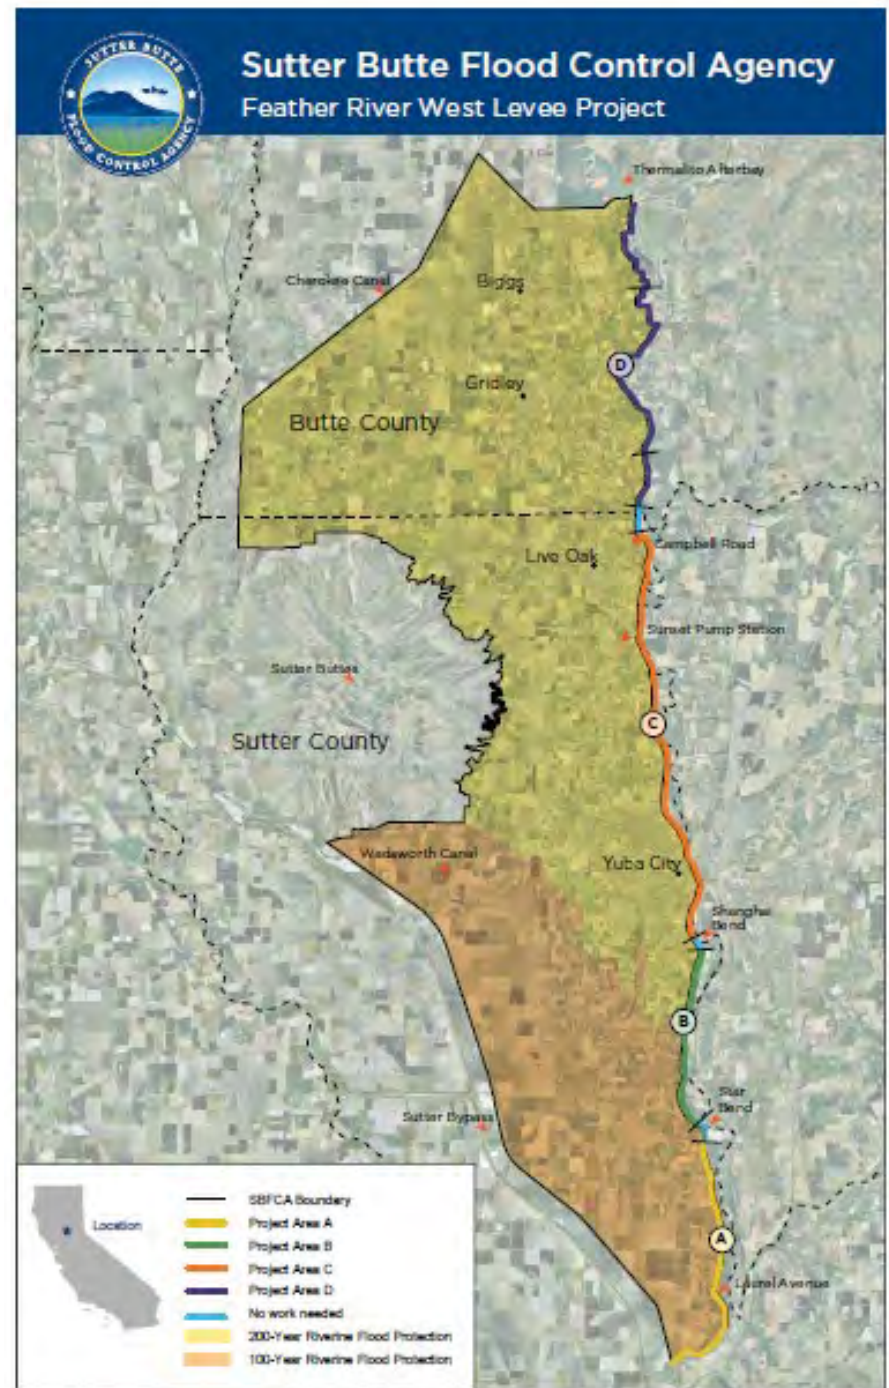 SUTTER BUTTE
FLOOD CONTROL AGENCY
Sutter Butte Flood Control Agency
Feather River West Levee Project
Thermalito Afterbay
Cherokee Canal
Biggs
D
Gridley
Butte County
Campbell Road
Live Oak
Sunset Pump Station
Sutter Buttes
C
Sutter County
Wadsworth Canal
Yuba City
Shanghai
Bend
B
Star
Bend
Sutter Bypass
A
Laurel Avenue
Location
SBFCA Boundary
Project Area A
Project Area B
Project Area C
Project Area D
No work needed
200-Year Riverine Flood Protection
100-Year Riverine Flood Protection